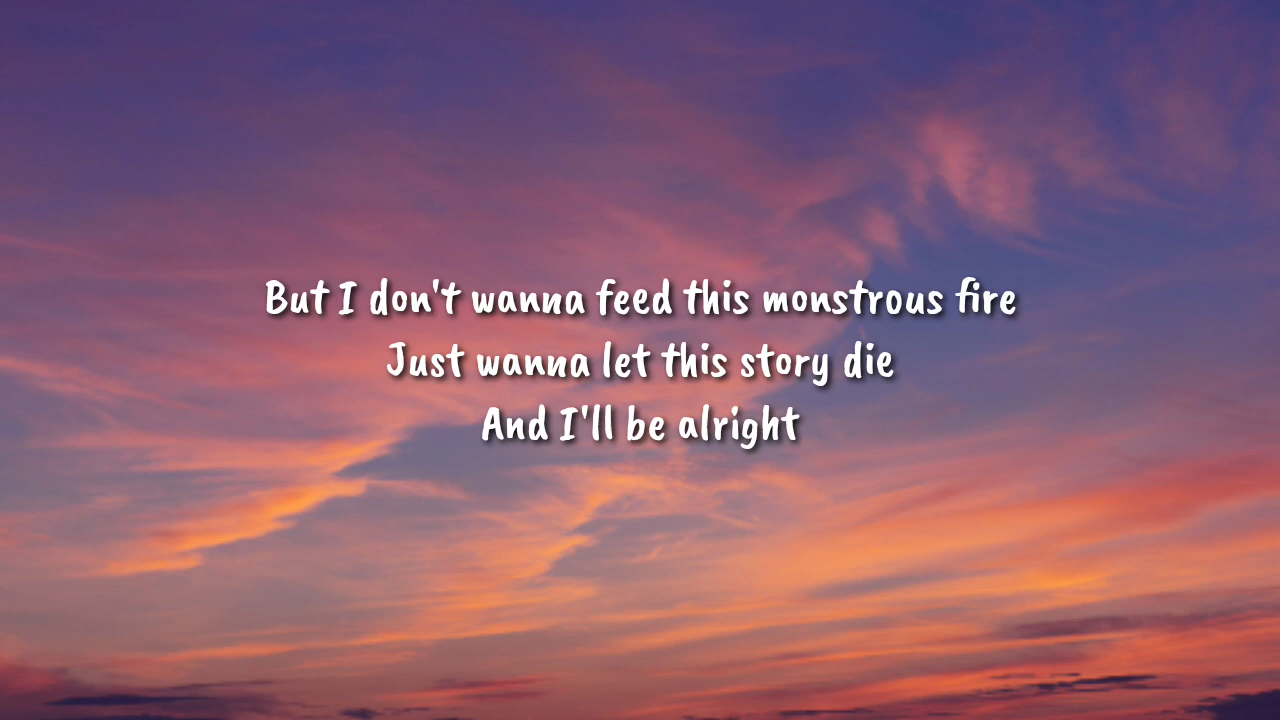 But I don't wanna feed this monstrous fire
Just wanna let this story die
And I'll be alright